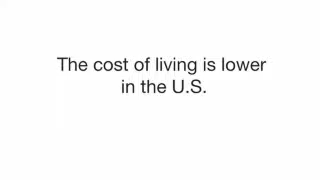 The cost of living is lower
in the U.S.